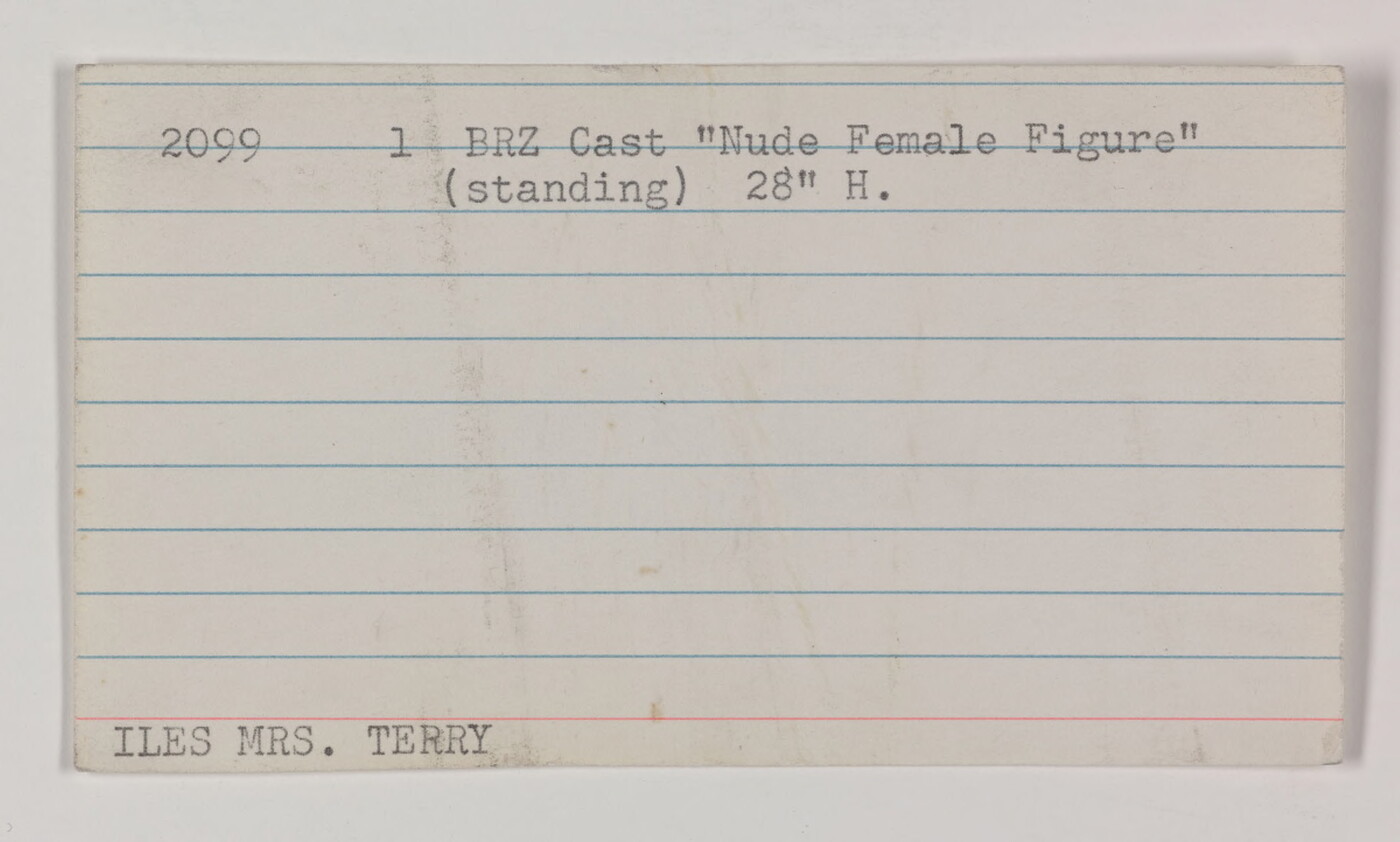 2099 1 BRZ Cast "Nude Female Figure"
(standing) 28" H.
ILES MRS. TERRY